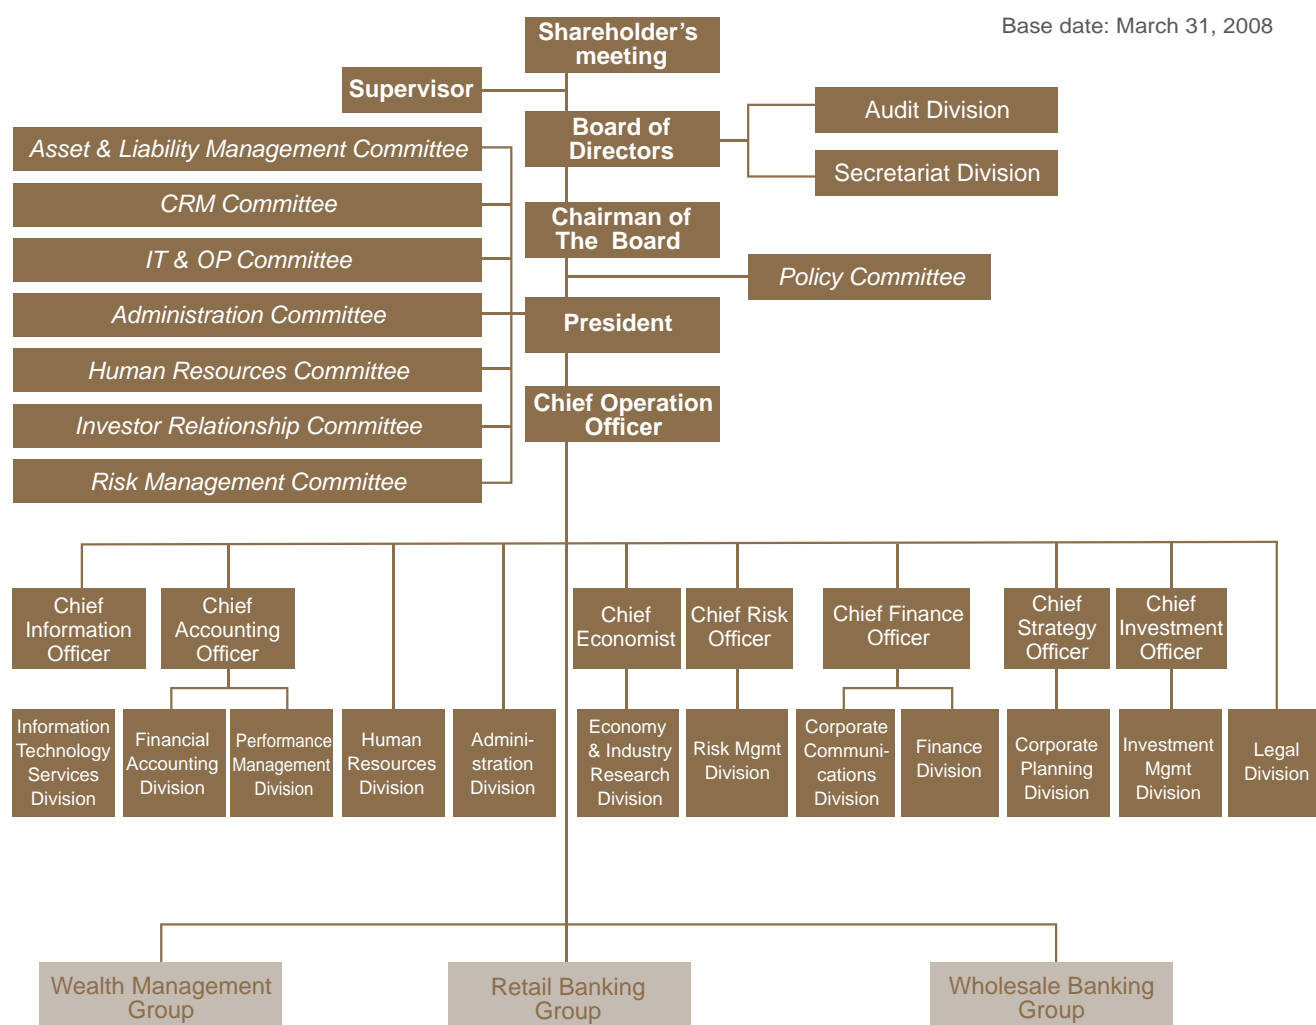 Base date: March 31, 2008
Shareholder's
meeting
Supervisor
Board of
Directors
Audit Division
Secretariat Division
Asset & Liability Management Committee
CRM Committee
IT & OP Committee
Administration Committee
Human Resources Committee
Investor Relationship Committee
Risk Management Committee
Chairman of
The Board
Policy Committee
President
Chief Operation
Officer
Chief
Information
Officer
Chief
Accounting
Officer
Chief
Economist
Chief Risk
Officer
Chief Finance
Officer
Chief
Strategy
Officer
Chief
Investment
Officer
Information
Technology
Services
Division
Financial
Accounting
Division
Performance
Management
Division
Human
Resources
Division
Admini-
stration
Division
Economy
& Industry
Research
Division
Risk Mgmt
Division
Corporate
Communi-
cations
Division
Finance
Division
Corporate
Planning
Division
Investment
Mgmt
Division
Legal
Division
Wealth Management
Group
Retail Banking
Group
Wholesale Banking
Group